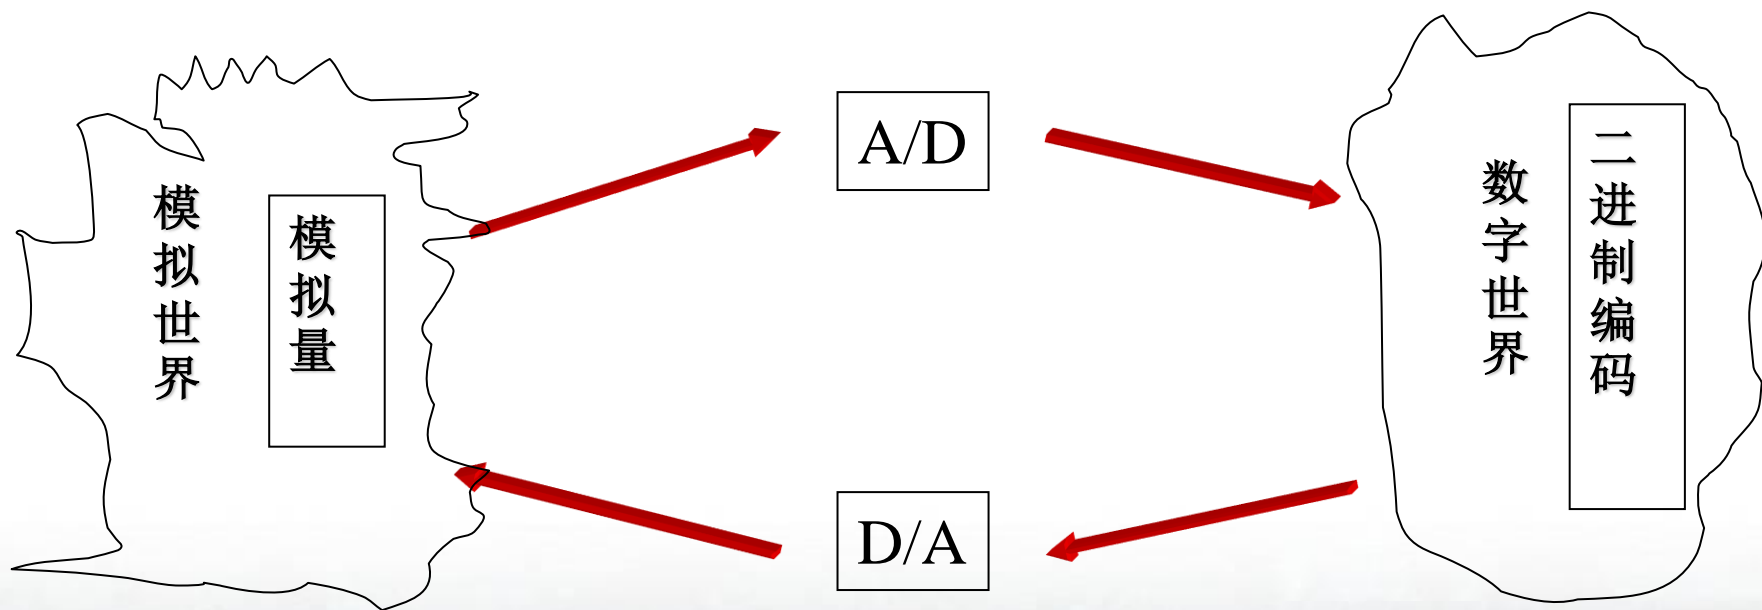 模拟世界
模拟量
A/D
D/A
数字世界
二进制编码